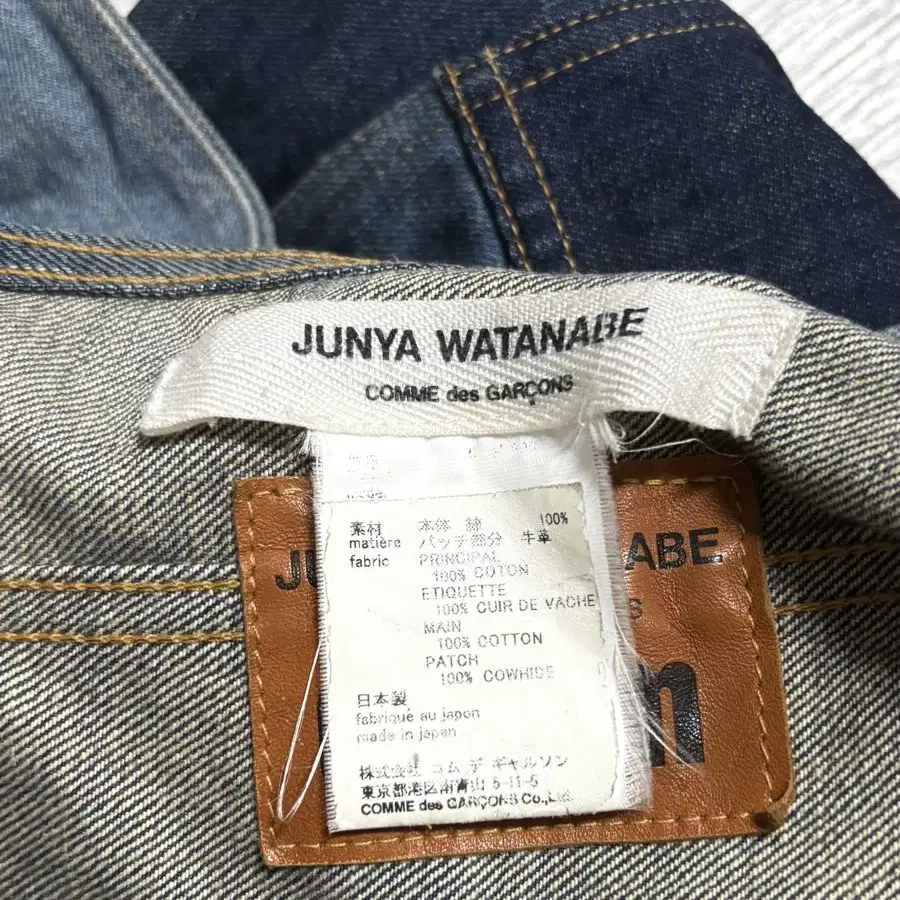 JUNYA WATANABE
COMME des GARÇONS
素材 本体 綿 100%
matière パッチ部分 牛革
fabric PRINCIPAL
100% COTON
ETIQUETTE
100% CUIR DE VACHE
MAIN
100% COTTON
PATCH
100% COWHIDE
日本製
fabriqué au japon
made in japan
株式会社 コム デ ギャルソン
東京都港区南青山 5-11-5
COMME des GARÇONS Co.,Ltd.
JU ABE
S
n